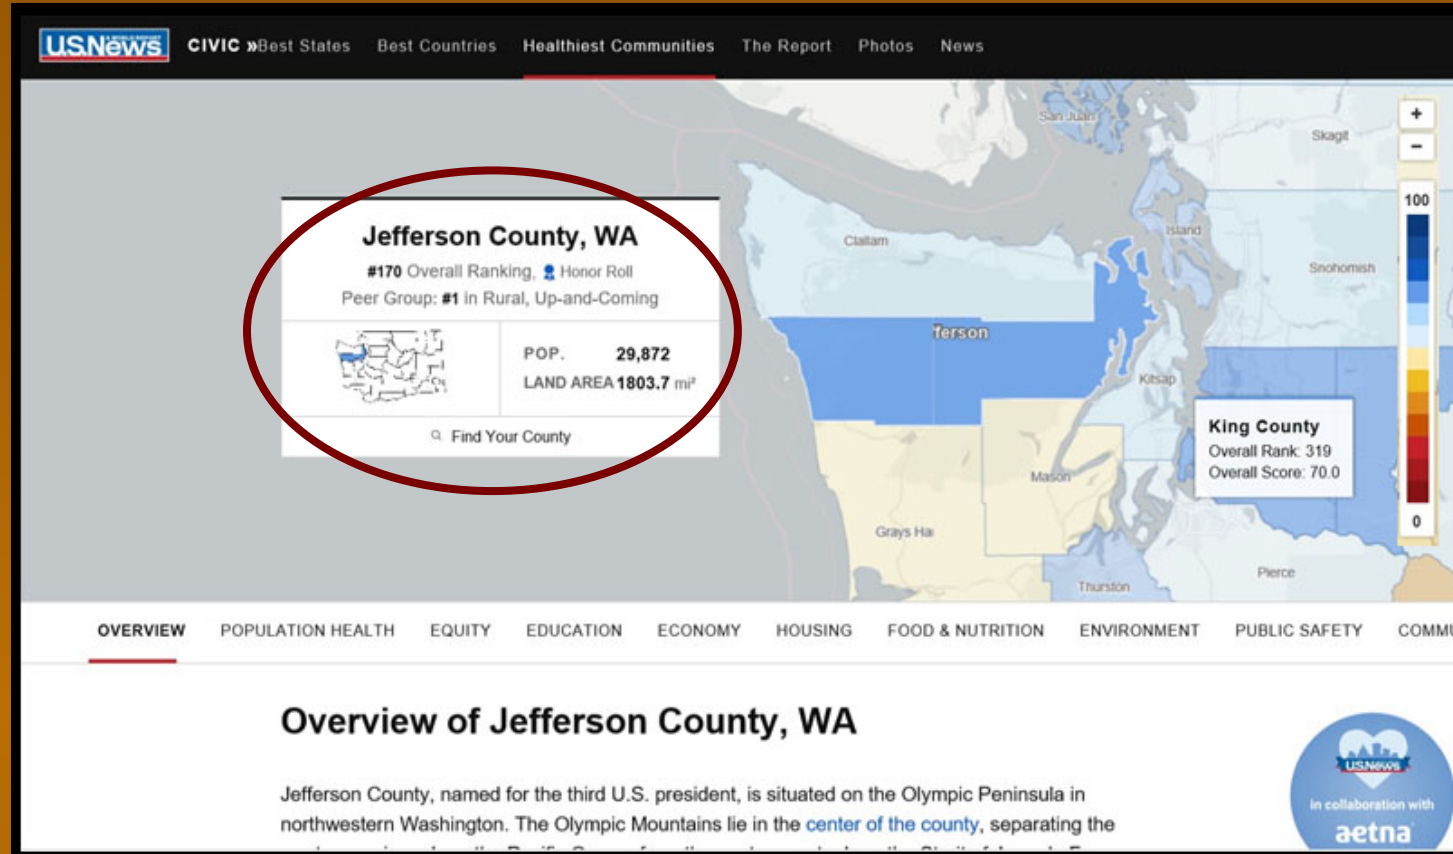 U.S.News CIVIC »Best States Best Countries Healthiest Communities The Report Photos News
San Juan
Skagit
+
−
100
Jefferson County, WA
#170 Overall Ranking, Honor Roll
Peer Group: #1 in Rural, Up-and-Coming
POP. 29,872
LAND AREA 1803.7 mi²
Find Your County
Clallam
Island
Snohomish
ferson
Kitsap
King County
Overall Rank: 319
Overall Score: 70.0
Mason
Grays Har
0
Thurston
Pierce
OVERVIEW POPULATION HEALTH EQUITY EDUCATION ECONOMY HOUSING FOOD & NUTRITION ENVIRONMENT PUBLIC SAFETY COMMU
Overview of Jefferson County, WA
Jefferson County, named for the third U.S. president, is situated on the Olympic Peninsula in
northwestern Washington. The Olympic Mountains lie in the center of the county, separating the
U.S.News
in collaboration with
aetna